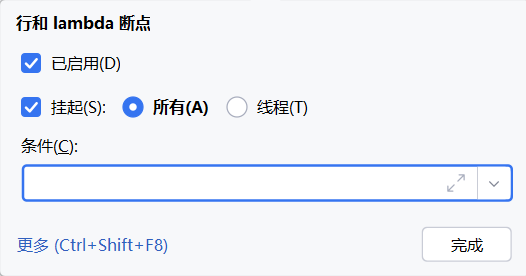 行和 lambda 断点
已启用(D)
挂起(S): 所有(A) 线程(T)
条件(C):
更多 (Ctrl+Shift+F8) 完成